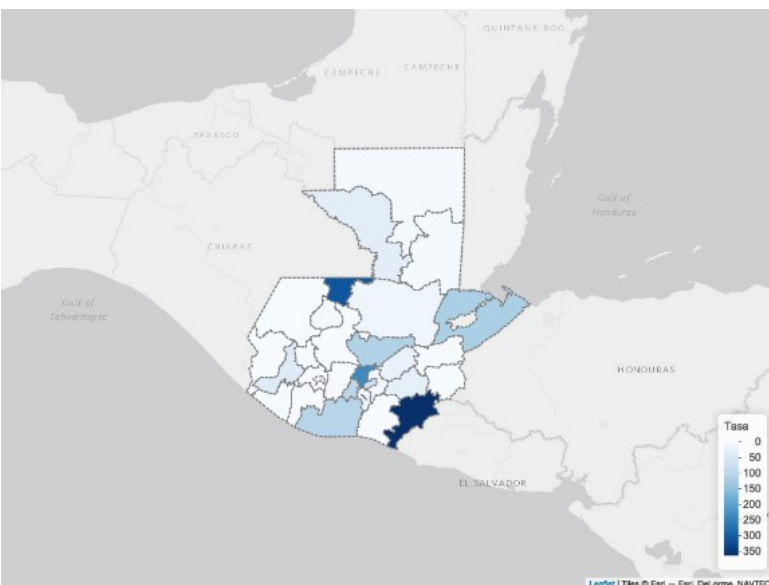 QUINTANA ROO
CAMPECHE
CAMPECHE
TABASCO
Gulf of
Honduras
CHIAPAS
Gulf of
Tehuantepec
HONDURAS
EL SALVADOR
Tasa
0
50
100
150
200
250
300
350
Leaflet | Tiles © Esri — Esri, DeLorme, NAVTEQ